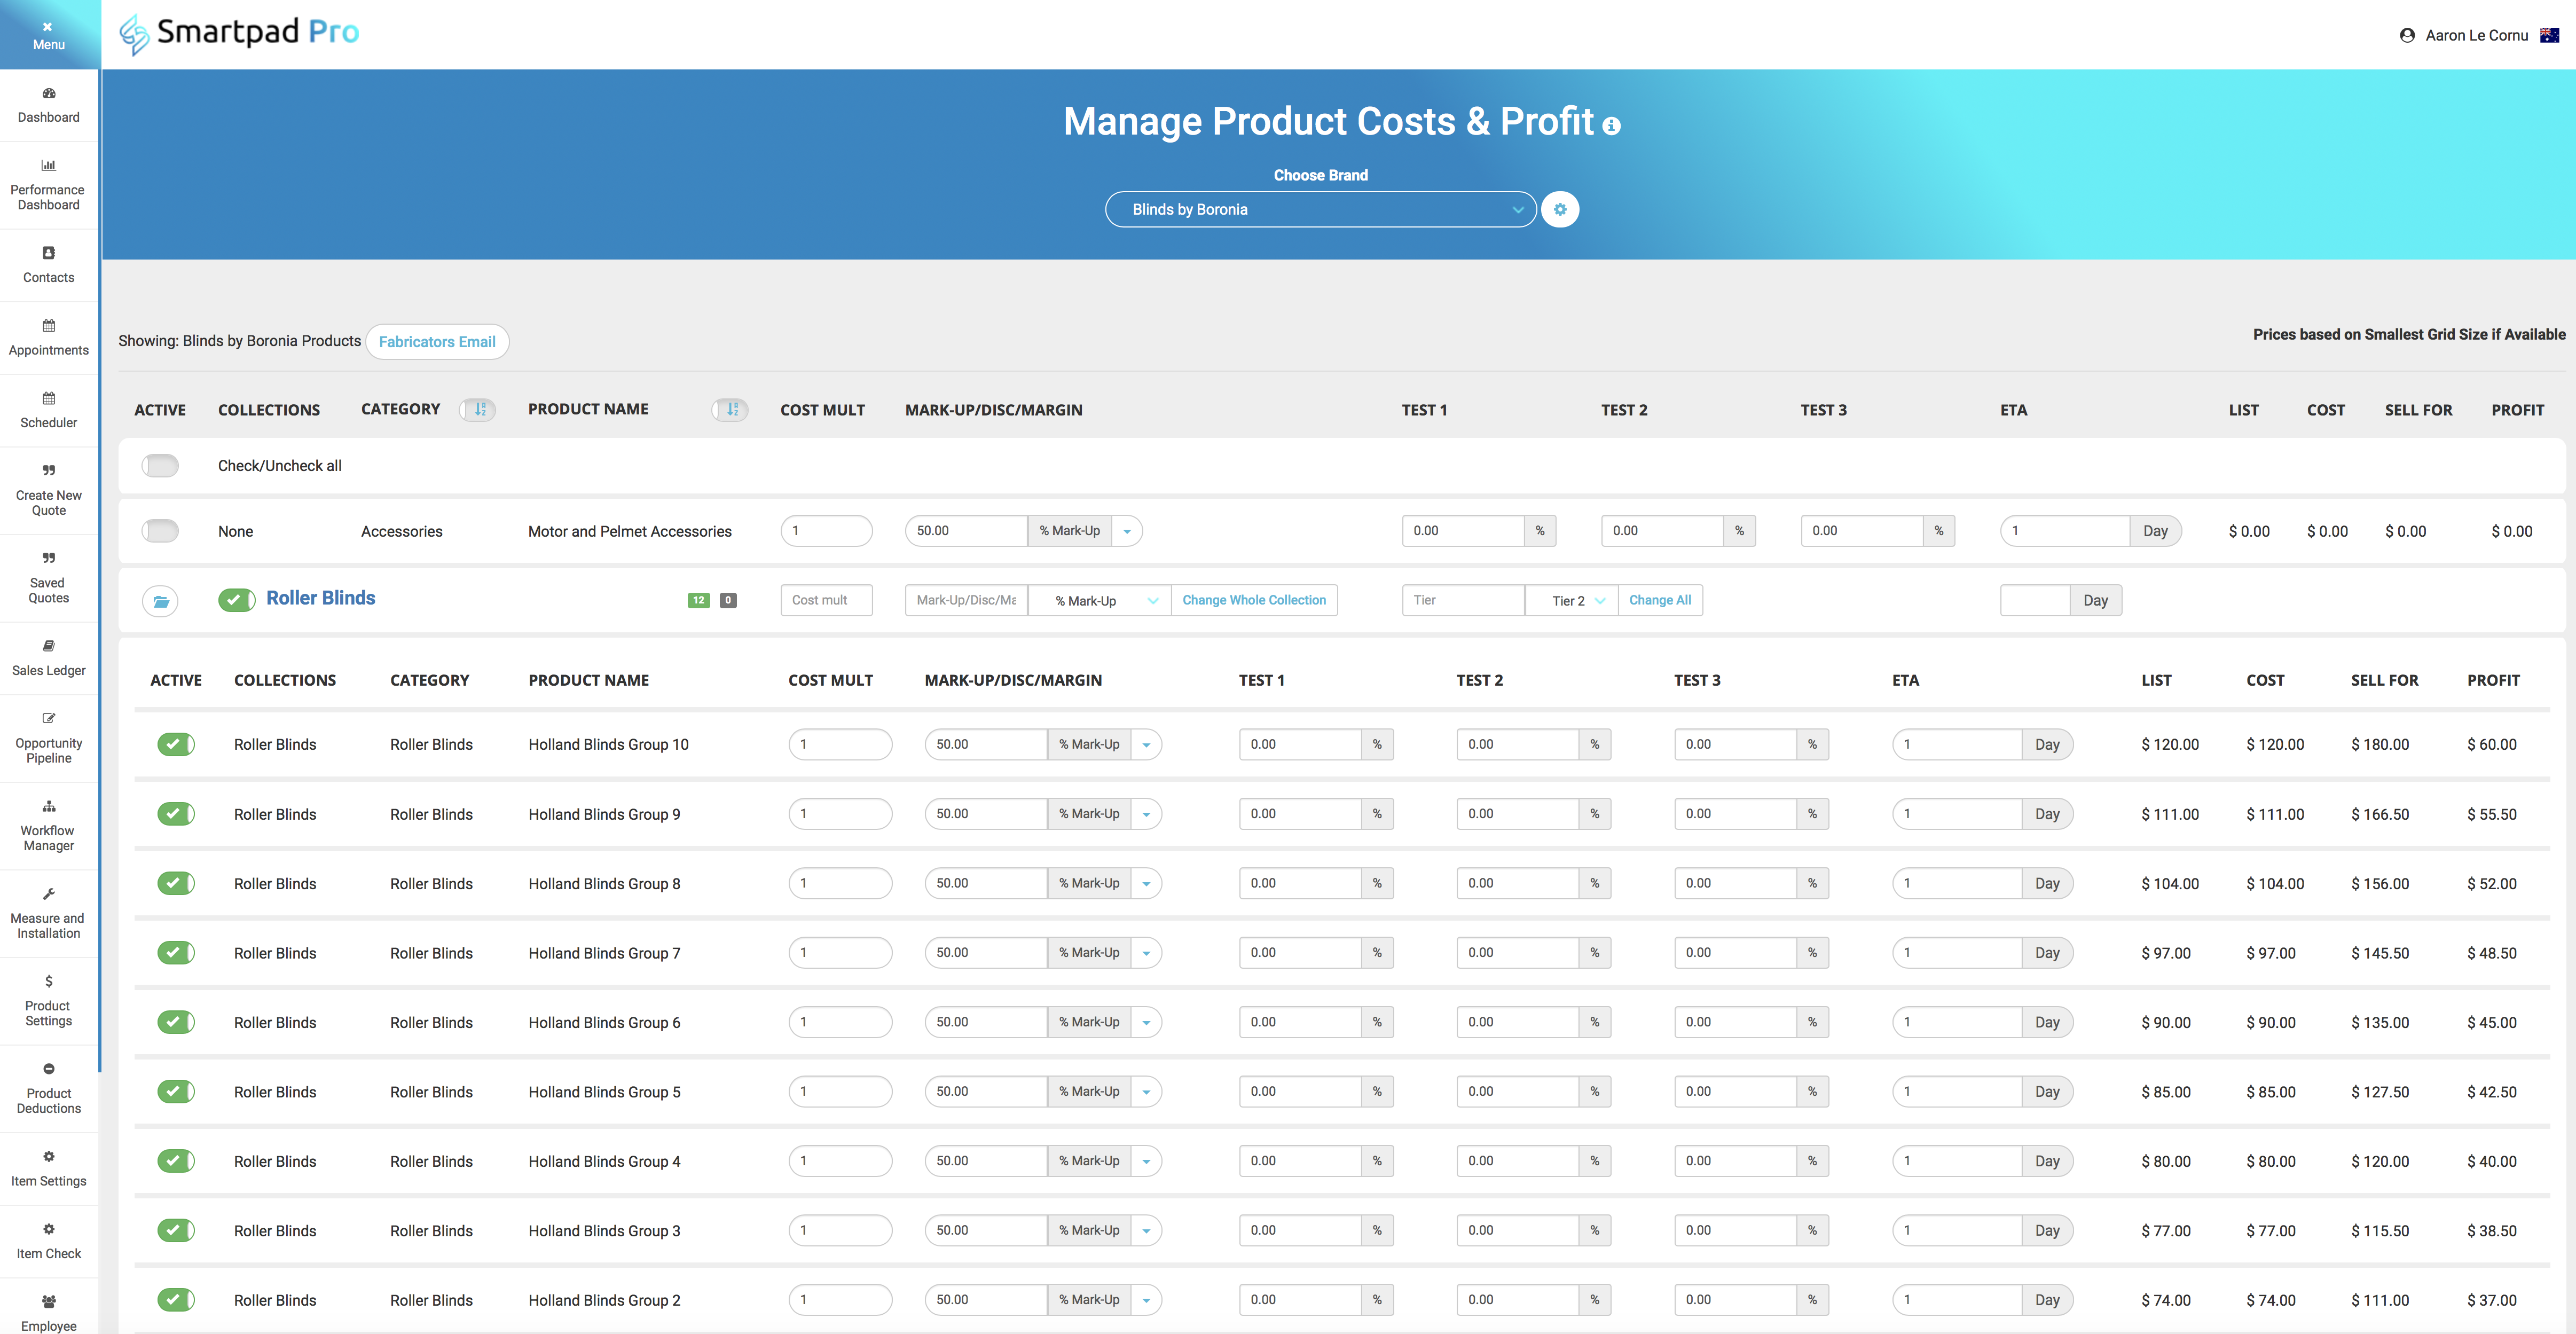 Menu
Smartpad Pro
Aaron Le Cornu
Dashboard
Performance
Dashboard
Contacts
Appointments
Scheduler
Create New
Quote
Saved
Quotes
Sales Ledger
Opportunity
Pipeline
Workflow
Manager
Measure and
Installation
$
Product
Settings
Product
Deductions
Item Settings
Item Check
Employee
Manage Product Costs & Profit
Choose Brand
Blinds by Boronia
Showing: Blinds by Boronia Products Fabricators Email
Prices based on Smallest Grid Size if Available
ACTIVE COLLECTIONS CATEGORY PRODUCT NAME COST MULT MARK-UP/DISC/MARGIN TEST 1 TEST 2 TEST 3 ETA LIST COST SELL FOR PROFIT
Check/Uncheck all
None Accessories Motor and Pelmet Accessories 1 50.00 % Mark-Up 0.00 % 0.00 % 0.00 % 1 Day $ 0.00 $ 0.00 $ 0.00 $ 0.00
Roller Blinds 12 0 Cost mult Mark-Up/Disc/Ma % Mark-Up Change Whole Collection Tier Tier 2 Change All Day
ACTIVE COLLECTIONS CATEGORY PRODUCT NAME COST MULT MARK-UP/DISC/MARGIN TEST 1 TEST 2 TEST 3 ETA LIST COST SELL FOR PROFIT
Roller Blinds Roller Blinds Holland Blinds Group 10 1 50.00 % Mark-Up 0.00 % 0.00 % 0.00 % 1 Day $ 120.00 $ 120.00 $ 180.00 $ 60.00
Roller Blinds Roller Blinds Holland Blinds Group 9 1 50.00 % Mark-Up 0.00 % 0.00 % 0.00 % 1 Day $ 111.00 $ 111.00 $ 166.50 $ 55.50
Roller Blinds Roller Blinds Holland Blinds Group 8 1 50.00 % Mark-Up 0.00 % 0.00 % 0.00 % 1 Day $ 104.00 $ 104.00 $ 156.00 $ 52.00
Roller Blinds Roller Blinds Holland Blinds Group 7 1 50.00 % Mark-Up 0.00 % 0.00 % 0.00 % 1 Day $ 97.00 $ 97.00 $ 145.50 $ 48.50
Roller Blinds Roller Blinds Holland Blinds Group 6 1 50.00 % Mark-Up 0.00 % 0.00 % 0.00 % 1 Day $ 90.00 $ 90.00 $ 135.00 $ 45.00
Roller Blinds Roller Blinds Holland Blinds Group 5 1 50.00 % Mark-Up 0.00 % 0.00 % 0.00 % 1 Day $ 85.00 $ 85.00 $ 127.50 $ 42.50
Roller Blinds Roller Blinds Holland Blinds Group 4 1 50.00 % Mark-Up 0.00 % 0.00 % 0.00 % 1 Day $ 80.00 $ 80.00 $ 120.00 $ 40.00
Roller Blinds Roller Blinds Holland Blinds Group 3 1 50.00 % Mark-Up 0.00 % 0.00 % 0.00 % 1 Day $ 77.00 $ 77.00 $ 115.50 $ 38.50
Roller Blinds Roller Blinds Holland Blinds Group 2 1 50.00 % Mark-Up 0.00 % 0.00 % 0.00 % 1 Day $ 74.00 $ 74.00 $ 111.00 $ 37.00